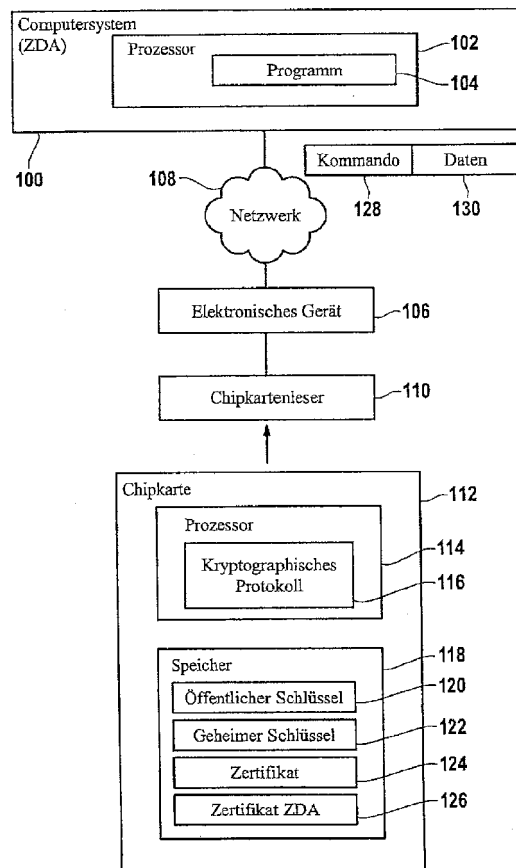 Computersystem
(ZDA)
Prozessor
102
Programm
104
100
108
Netzwerk
Kommando
Daten
128
130
Elektronisches Gerät
106
Chipkartenleser
110
Chipkarte
112
Prozessor
114
Kryptographisches
Protokoll
116
Speicher
118
Öffentlicher Schlüssel
120
Geheimer Schlüssel
122
Zertifikat
124
Zertifikat ZDA
126